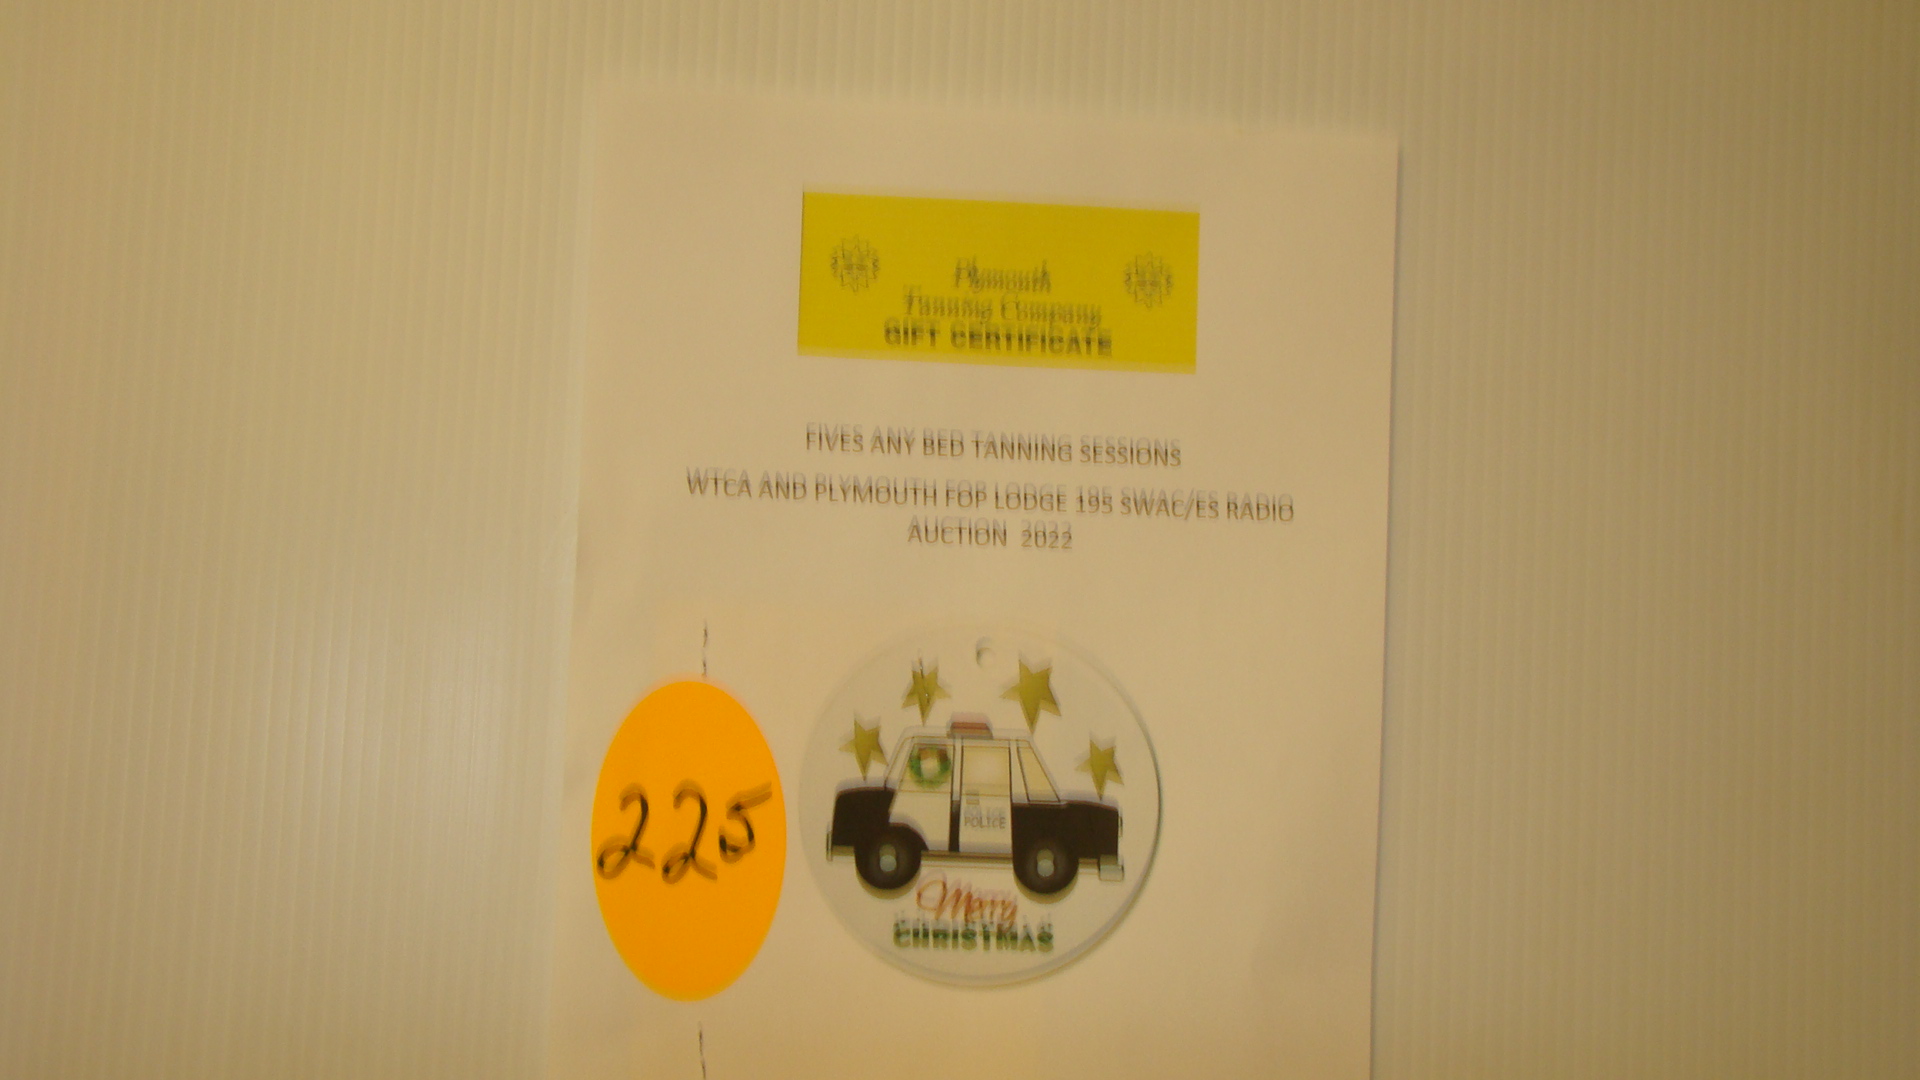 Plymouth
Tanning Company
GIFT CERTIFICATE
FIVES ANY BED TANNING SESSIONS
WTCA AND PLYMOUTH FOP LODGE 195 SWAC/ES RADIO
AUCTION 2022
225
POLICE
Merry
CHRISTMAS